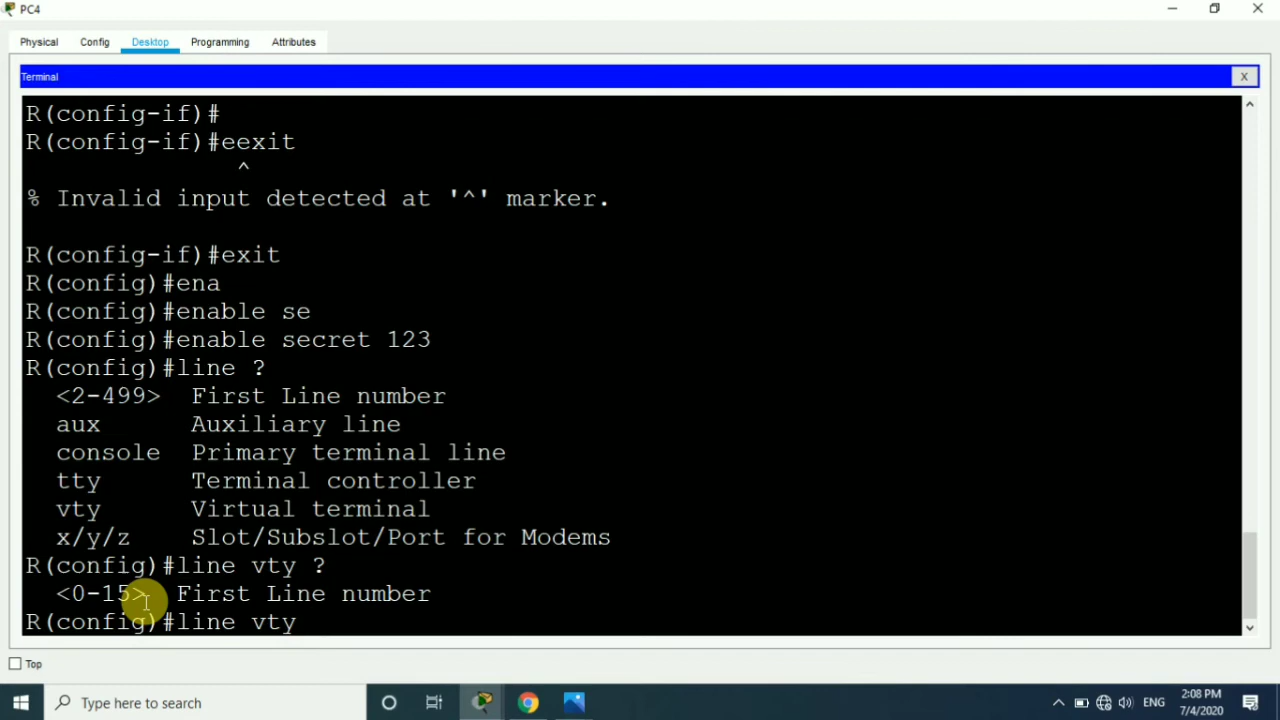 PC4
Physical Config Desktop Programming Attributes
Terminal X
R(config-if)#
R(config-if)#eexit
^
% Invalid input detected at '^' marker.
R(config-if)#exit
R(config)#ena
R(config)#enable se
R(config)#enable secret 123
R(config)#line ?
<2-499> First Line number
aux Auxiliary line
console Primary terminal line
tty Terminal controller
vty Virtual terminal
x/y/z Slot/Subslot/Port for Modems
R(config)#line vty ?
<0-15> First Line number
R(config)#line vty
Top
Type here to search
ENG
2:08 PM
7/4/2020